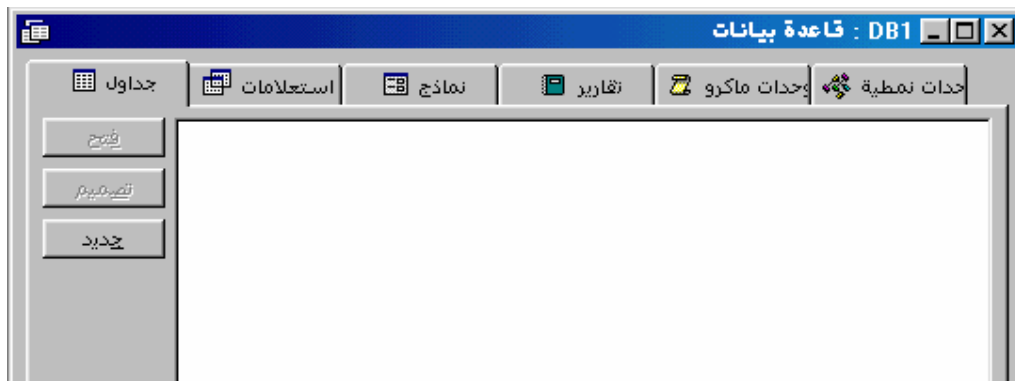 DB1 : قاعدة بيانات
جداول استعلامات نماذج تقارير وحدات ماكرو حدات نمطية
فتح
تصميم
جديد